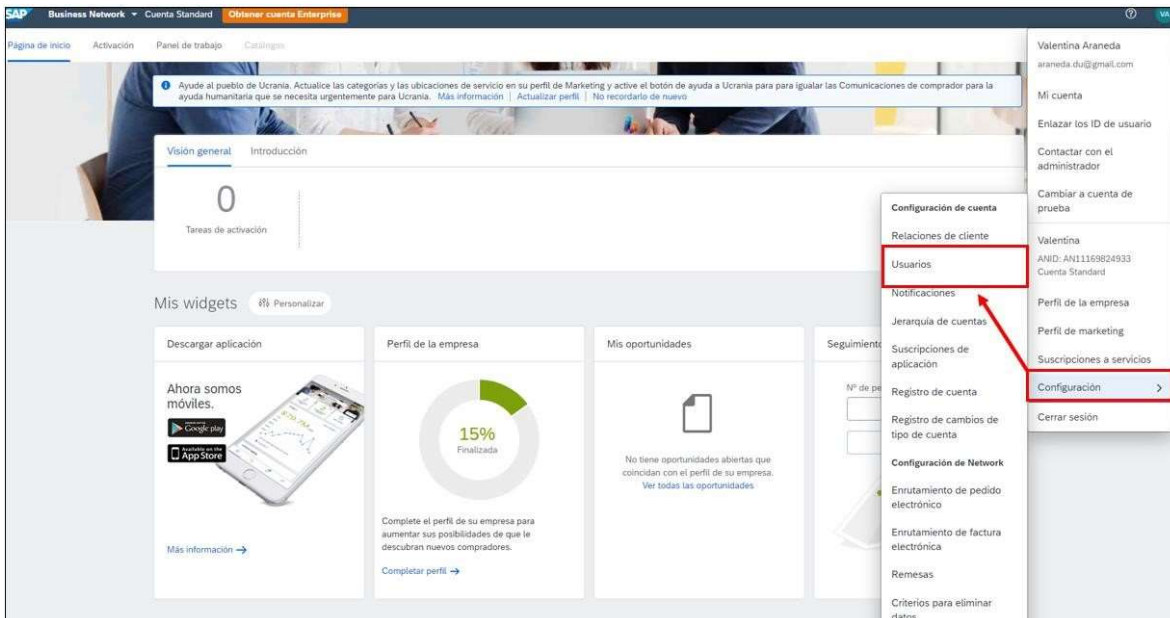 SAP Business Network Cuenta Standard Obtener cuenta Enterprise VA
Página de inicio Activación Panel de trabajo Catálogos
Ayude al pueblo de Ucrania. Actualice las categorías y las ubicaciones de servicio en su perfil de Marketing y active el botón de ayuda a Ucrania para para igualar las Comunicaciones de comprador para la
ayuda humanitaria que se necesita urgentemente para Ucrania. Más información | Actualizar perfil | No recordarlo de nuevo
Visión general Introducción
0
Tareas de activación
Mis widgets Personalizar
Descargar aplicación
Ahora somos
móviles.
Google play
Available on the
App Store
Más información →
Perfil de la empresa
15%
Finalizada
Complete el perfil de su empresa para
aumentar sus posibilidades de que le
descubran nuevos compradores.
Completar perfil →
Mis oportunidades
No tiene oportunidades abiertas que
coincidan con el perfil de su empresa.
Ver todas las oportunidades
Seguimiento
Nº de pe
Configuración de cuenta
Relaciones de cliente
Usuarios
Notificaciones
Jerarquía de cuentas
Suscripciones de
aplicación
Registro de cuenta
Registro de cambios de
tipo de cuenta
Configuración de Network
Enrutamiento de pedido
electrónico
Enrutamiento de factura
electrónica
Remesas
Criterios para eliminar
datos
Valentina Araneda
araneda.du@gmail.com
Mi cuenta
Enlazar los ID de usuario
Contactar con el
administrador
Cambiar a cuenta de
prueba
Valentina
ANID: AN11169824933
Cuenta Standard
Perfil de la empresa
Perfil de marketing
Suscripciones a servicios
Configuración >
Cerrar sesión